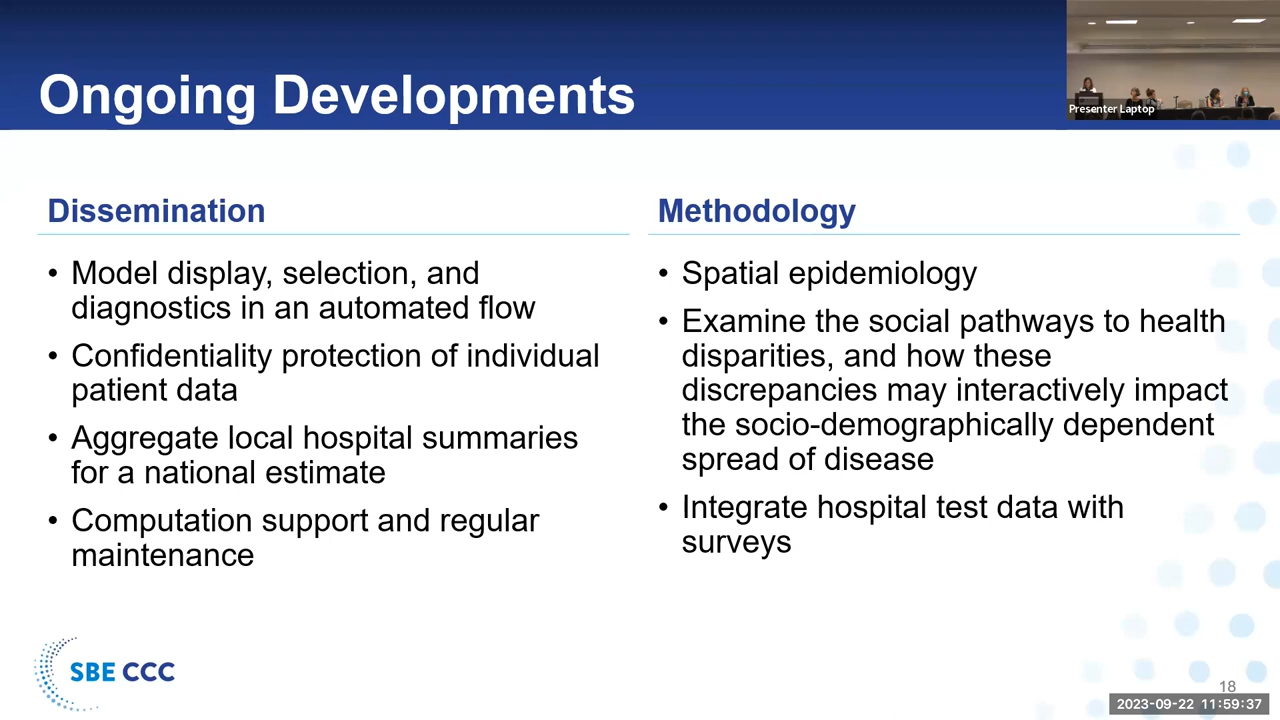 Ongoing Developments
Presenter Laptop
Dissemination
• Model display, selection, and
diagnostics in an automated flow
• Confidentiality protection of individual
patient data
• Aggregate local hospital summaries
for a national estimate
• Computation support and regular
maintenance
Methodology
• Spatial epidemiology
• Examine the social pathways to health
disparities, and how these
discrepancies may interactively impact
the socio-demographically dependent
spread of disease
• Integrate hospital test data with
surveys
SBE CCC
18
2023-09-22 11:59:37